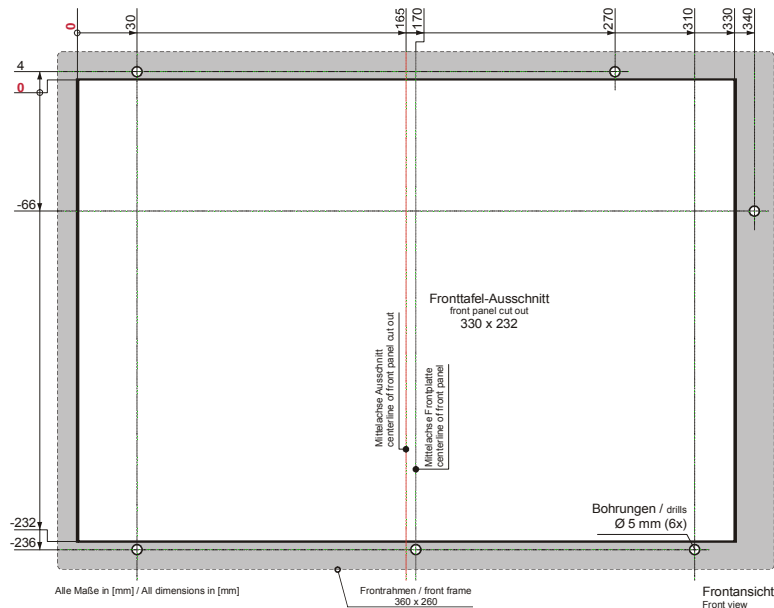 0
30
165
170
270
310
330
340
4
0
-66
Fronttafel-Ausschnitt
front panel cut out
330 x 232
Mittelachse Ausschnitt
centerline of front panel cut out
Mittelachse Frontplatte
centerline of front panel
-232
-236
Bohrungen / drills
Ø 5 mm (6x)
Alle Maße in [mm] / All dimensions in [mm]
Frontrahmen / front frame
360 x 260
Frontansicht
Front view